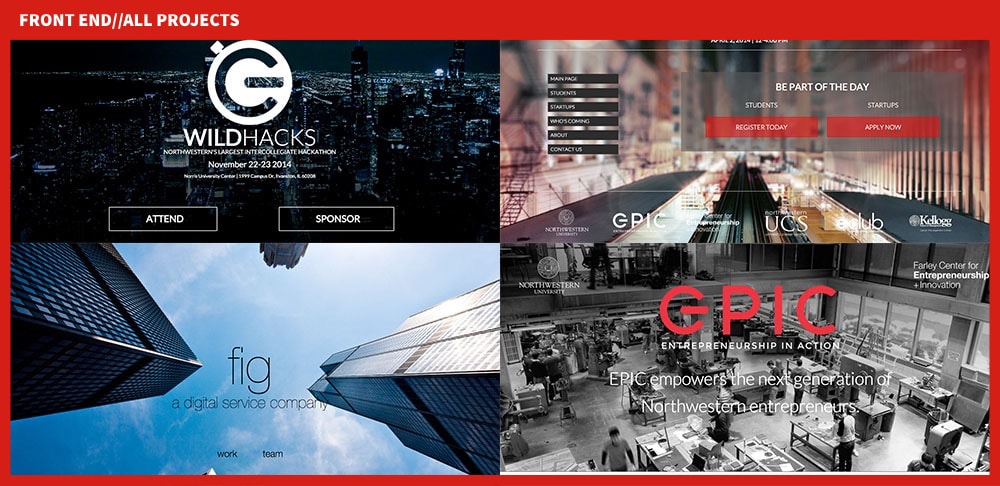 FRONT END//ALL PROJECTS
WILDHACKS
NORTHWESTERN'S LARGEST INTERCOLLEGIATE HACKATHON
November 22-23 2014
Norris University Center | 1999 Campus Dr, Evanston, IL 60208
ATTEND
SPONSOR
APRIL 2, 2014 | 12-4:00 PM
MAIN PAGE
STUDENTS
STARTUPS
WHO'S COMING
ABOUT
CONTACT US
BE PART OF THE DAY
STUDENTS
STARTUPS
REGISTER TODAY
APPLY NOW
NORTHWESTERN
UNIVERSITY
EPIC
ENTREPRENEURSHIP IN ACTION
Center for
Entrepreneurship
+Innovation
northwestern
UCS
club
Kellogg
fig
a digital service company
work
team
NORTHWESTERN
UNIVERSITY
Farley Center for
Entrepreneurship
+Innovation
EPIC
ENTREPRENEURSHIP IN ACTION
EPIC empowers the next generation of
Northwestern entrepreneurs.